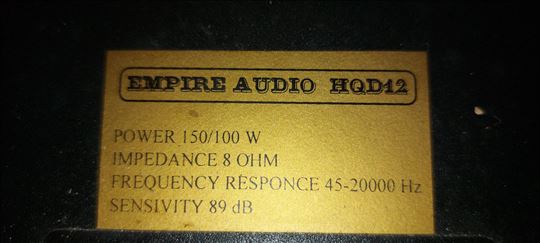 EMPIRE AUDIO HQD12
POWER 150/100 W
IMPEDANCE 8 OHM
FREQUENCY RESPONCE 45-20000 Hz
SENSIVITY 89 dB